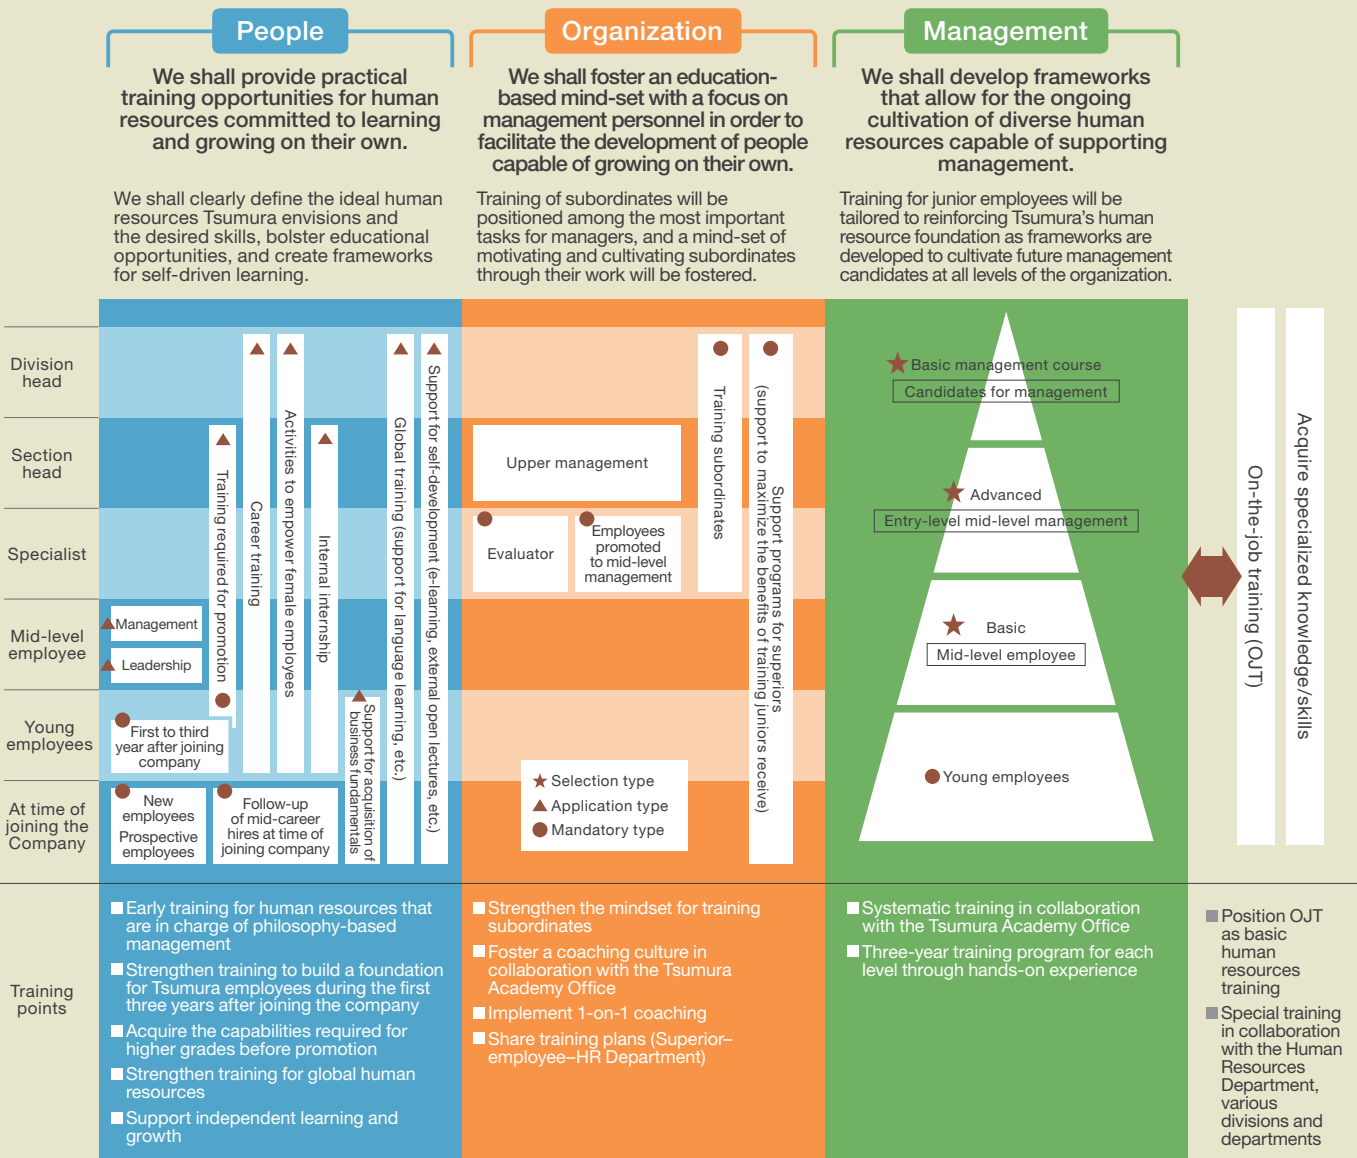 People
We shall provide practical
training opportunities for human
resources committed to learning
and growing on their own.
We shall clearly define the ideal human
resources Tsumura envisions and
the desired skills, bolster educational
opportunities, and create frameworks
for self-driven learning.
Organization
We shall foster an education-
based mind-set with a focus on
management personnel in order to
facilitate the development of people
capable of growing on their own.
Training of subordinates will be
positioned among the most important
tasks for managers, and a mind-set of
motivating and cultivating subordinates
through their work will be fostered.
Management
We shall develop frameworks
that allow for the ongoing
cultivation of diverse human
resources capable of supporting
management.
Training for junior employees will be
tailored to reinforcing Tsumura's human
resource foundation as frameworks are
developed to cultivate future management
candidates at all levels of the organization.
Division
head
Section
head
Specialist
Mid-level
employee
Young
employees
At time of
joining the
Company
Management
Leadership
First to third
year after joining
company
New
employees
Prospective
employees
Follow-up
of mid-career
hires at time of
joining company
Training required for promotion
Career training
Activities to empower female employees
Internal internship
Support for acquisition of
business fundamentals
Global training (support for language learning, etc.)
Support for self-development (e-learning, external open lectures, etc.)
Upper management
Evaluator
Employees
promoted
to mid-level
management
Training subordinates
Support programs for superiors
(support to maximize the benefits of training juniors receive)
Selection type
Application type
Mandatory type
Basic management course
Candidates for management
Advanced
Entry-level mid-level management
Basic
Mid-level employee
Young employees
On-the-job training (OJT)
Acquire specialized knowledge/skills
Training
points
Early training for human resources that
are in charge of philosophy-based
management
Strengthen training to build a foundation
for Tsumura employees during the first
three years after joining the company
Acquire the capabilities required for
higher grades before promotion
Strengthen training for global human
resources
Support independent learning and
growth
Strengthen the mindset for training
subordinates
Foster a coaching culture in
collaboration with the Tsumura
Academy Office
Implement 1-on-1 coaching
Share training plans (Superior–
employee–HR Department)
Systematic training in collaboration
with the Tsumura Academy Office
Three-year training program for each
level through hands-on experience
Position OJT
as basic
human
resources
training
Special training
in collaboration
with the Human
Resources
Department,
various
divisions and
departments